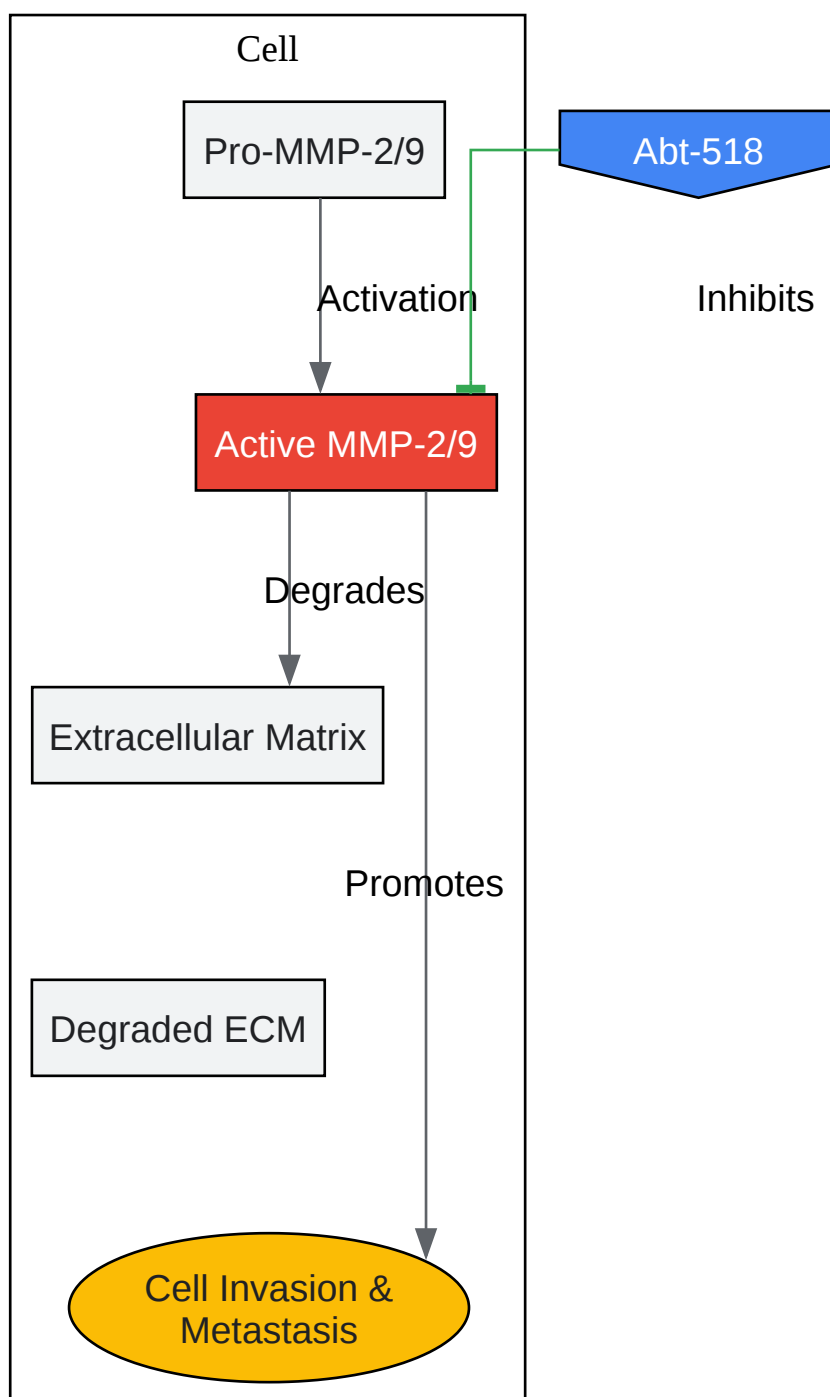 Cell
Pro-MMP-2/9
Abt-518
Activation
Inhibits
Active MMP-2/9
Degrades
Extracellular Matrix
Promotes
Degraded ECM
Cell Invasion &
Metastasis